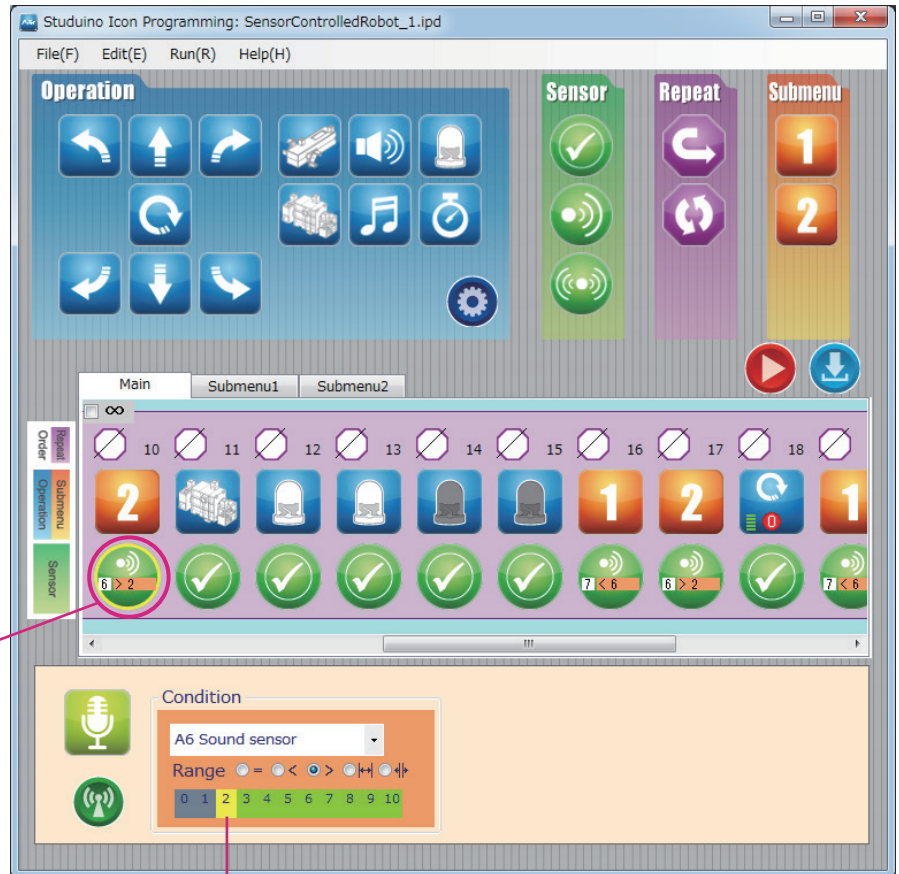 Studuino Icon Programming: SensorControlledRobot_1.ipd
File(F) Edit(E) Run(R) Help(H)
Operation
Sensor
Repeat
Submenu
1
2
0
Main Submenu1 Submenu2
∞
Repeat Order
Submenu Operation
Sensor
10 11 12 13 14 15 16 17 18
2 1 2 0 1
6 > 2 7 < 6 6 > 2 7 < 6
Condition
A6 Sound sensor
Range = < >
0 1 2 3 4 5 6 7 8 9 10